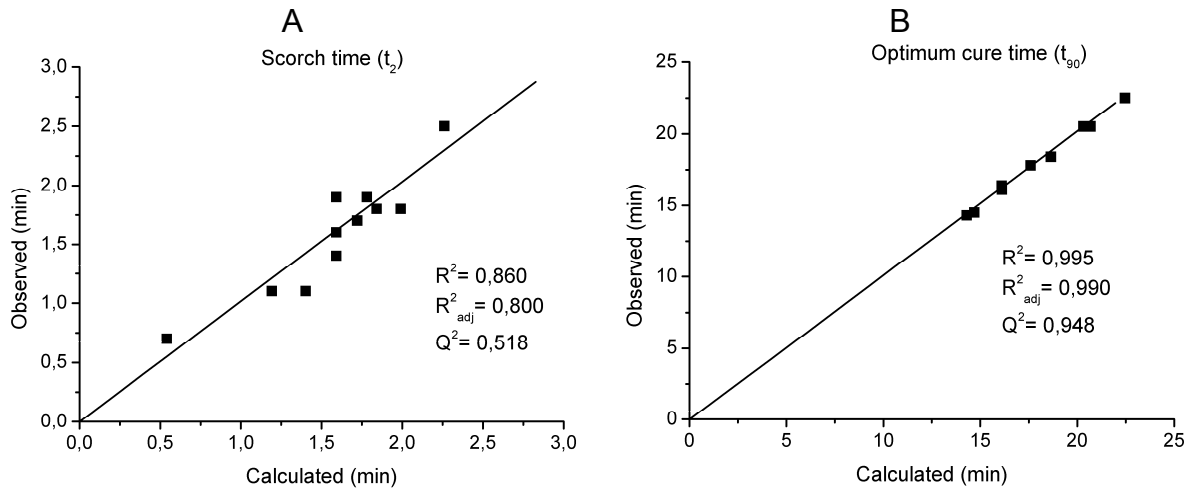 A
Scorch time (t2)
3,0
2,5
2,0
1,5
1,0
0,5
0,0
Observed (min)
R2= 0,860
R2adj= 0,800
Q2= 0,518
0,0 0,5 1,0 1,5 2,0 2,5 3,0
Calculated (min)
B
Optimum cure time (t90)
25
20
15
10
5
0
Observed (min)
R2= 0,995
R2adj= 0,990
Q2= 0,948
0 5 10 15 20 25
Calculated (min)